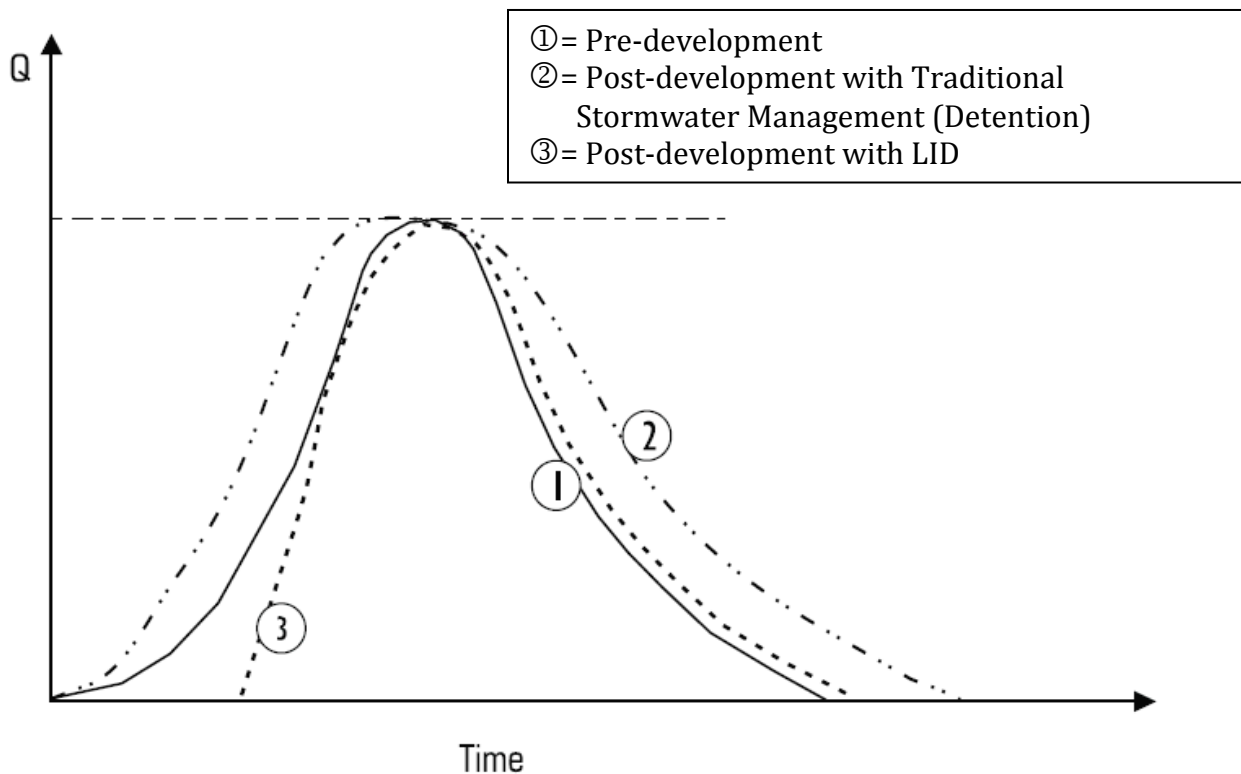 Q
①= Pre-development
②= Post-development with Traditional
Stormwater Management (Detention)
③= Post-development with LID
2
1
3
Time